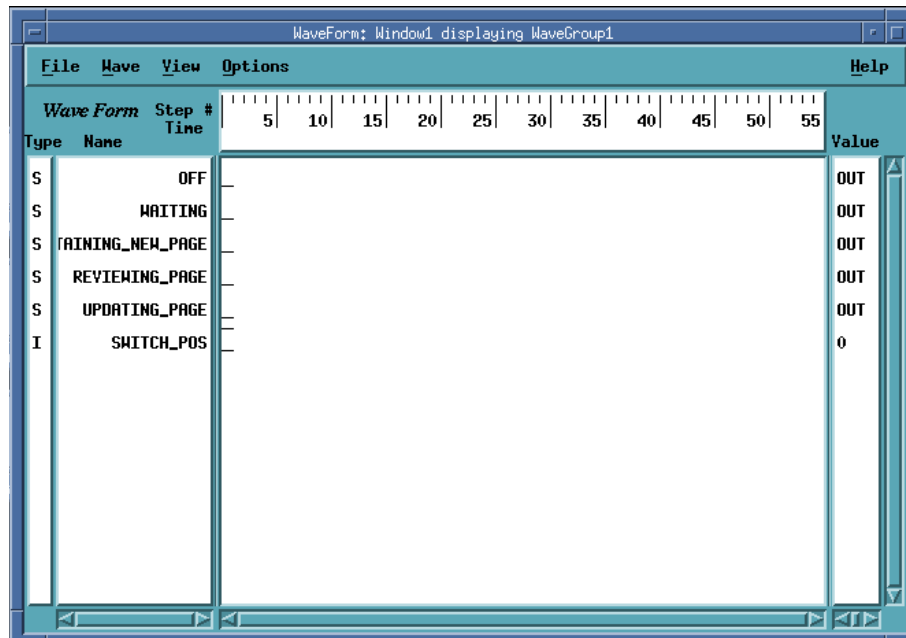 WaveForm: Window1 displaying WaveGroup1
File Wave View Options Help
Wave Form Step #
Time
5 10 15 20 25 30 35 40 45 50 55
Type Name Value
S OFF OUT
S WAITING OUT
S TAINING_NEW_PAGE OUT
S REVIEWING_PAGE OUT
S UPDATING_PAGE OUT
I SWITCH_POS 0